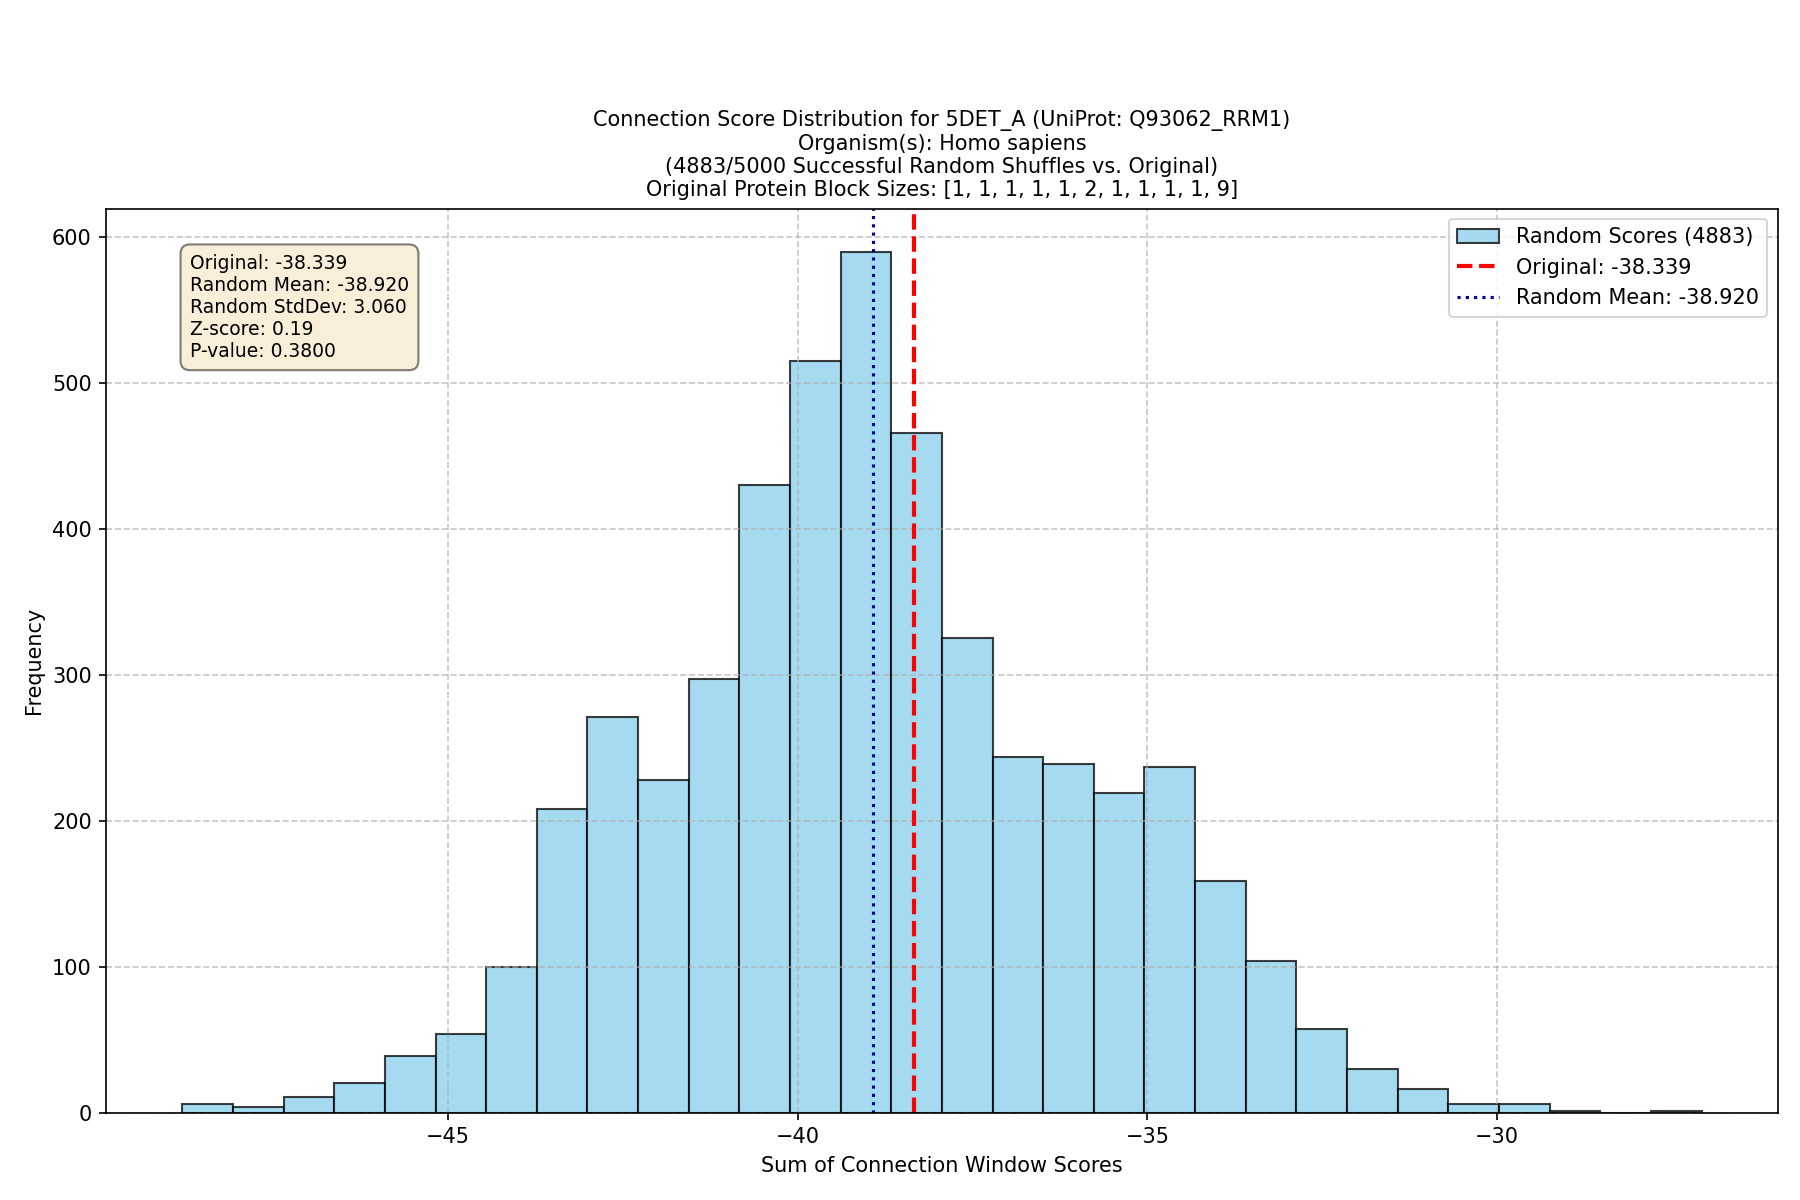 Connection Score Distribution for 5DET_A (UniProt: Q93062_RRM1)
Organism(s): Homo sapiens
(4883/5000 Successful Random Shuffles vs. Original)
Original Protein Block Sizes: [1, 1, 1, 1, 1, 2, 1, 1, 1, 1, 9]
Original: -38.339
Random Mean: -38.920
Random StdDev: 3.060
Z-score: 0.19
P-value: 0.3800
Random Scores (4883)
Original: -38.339
Random Mean: -38.920
Frequency
600
500
400
300
200
100
0
−45
−40
−35
−30
Sum of Connection Window Scores